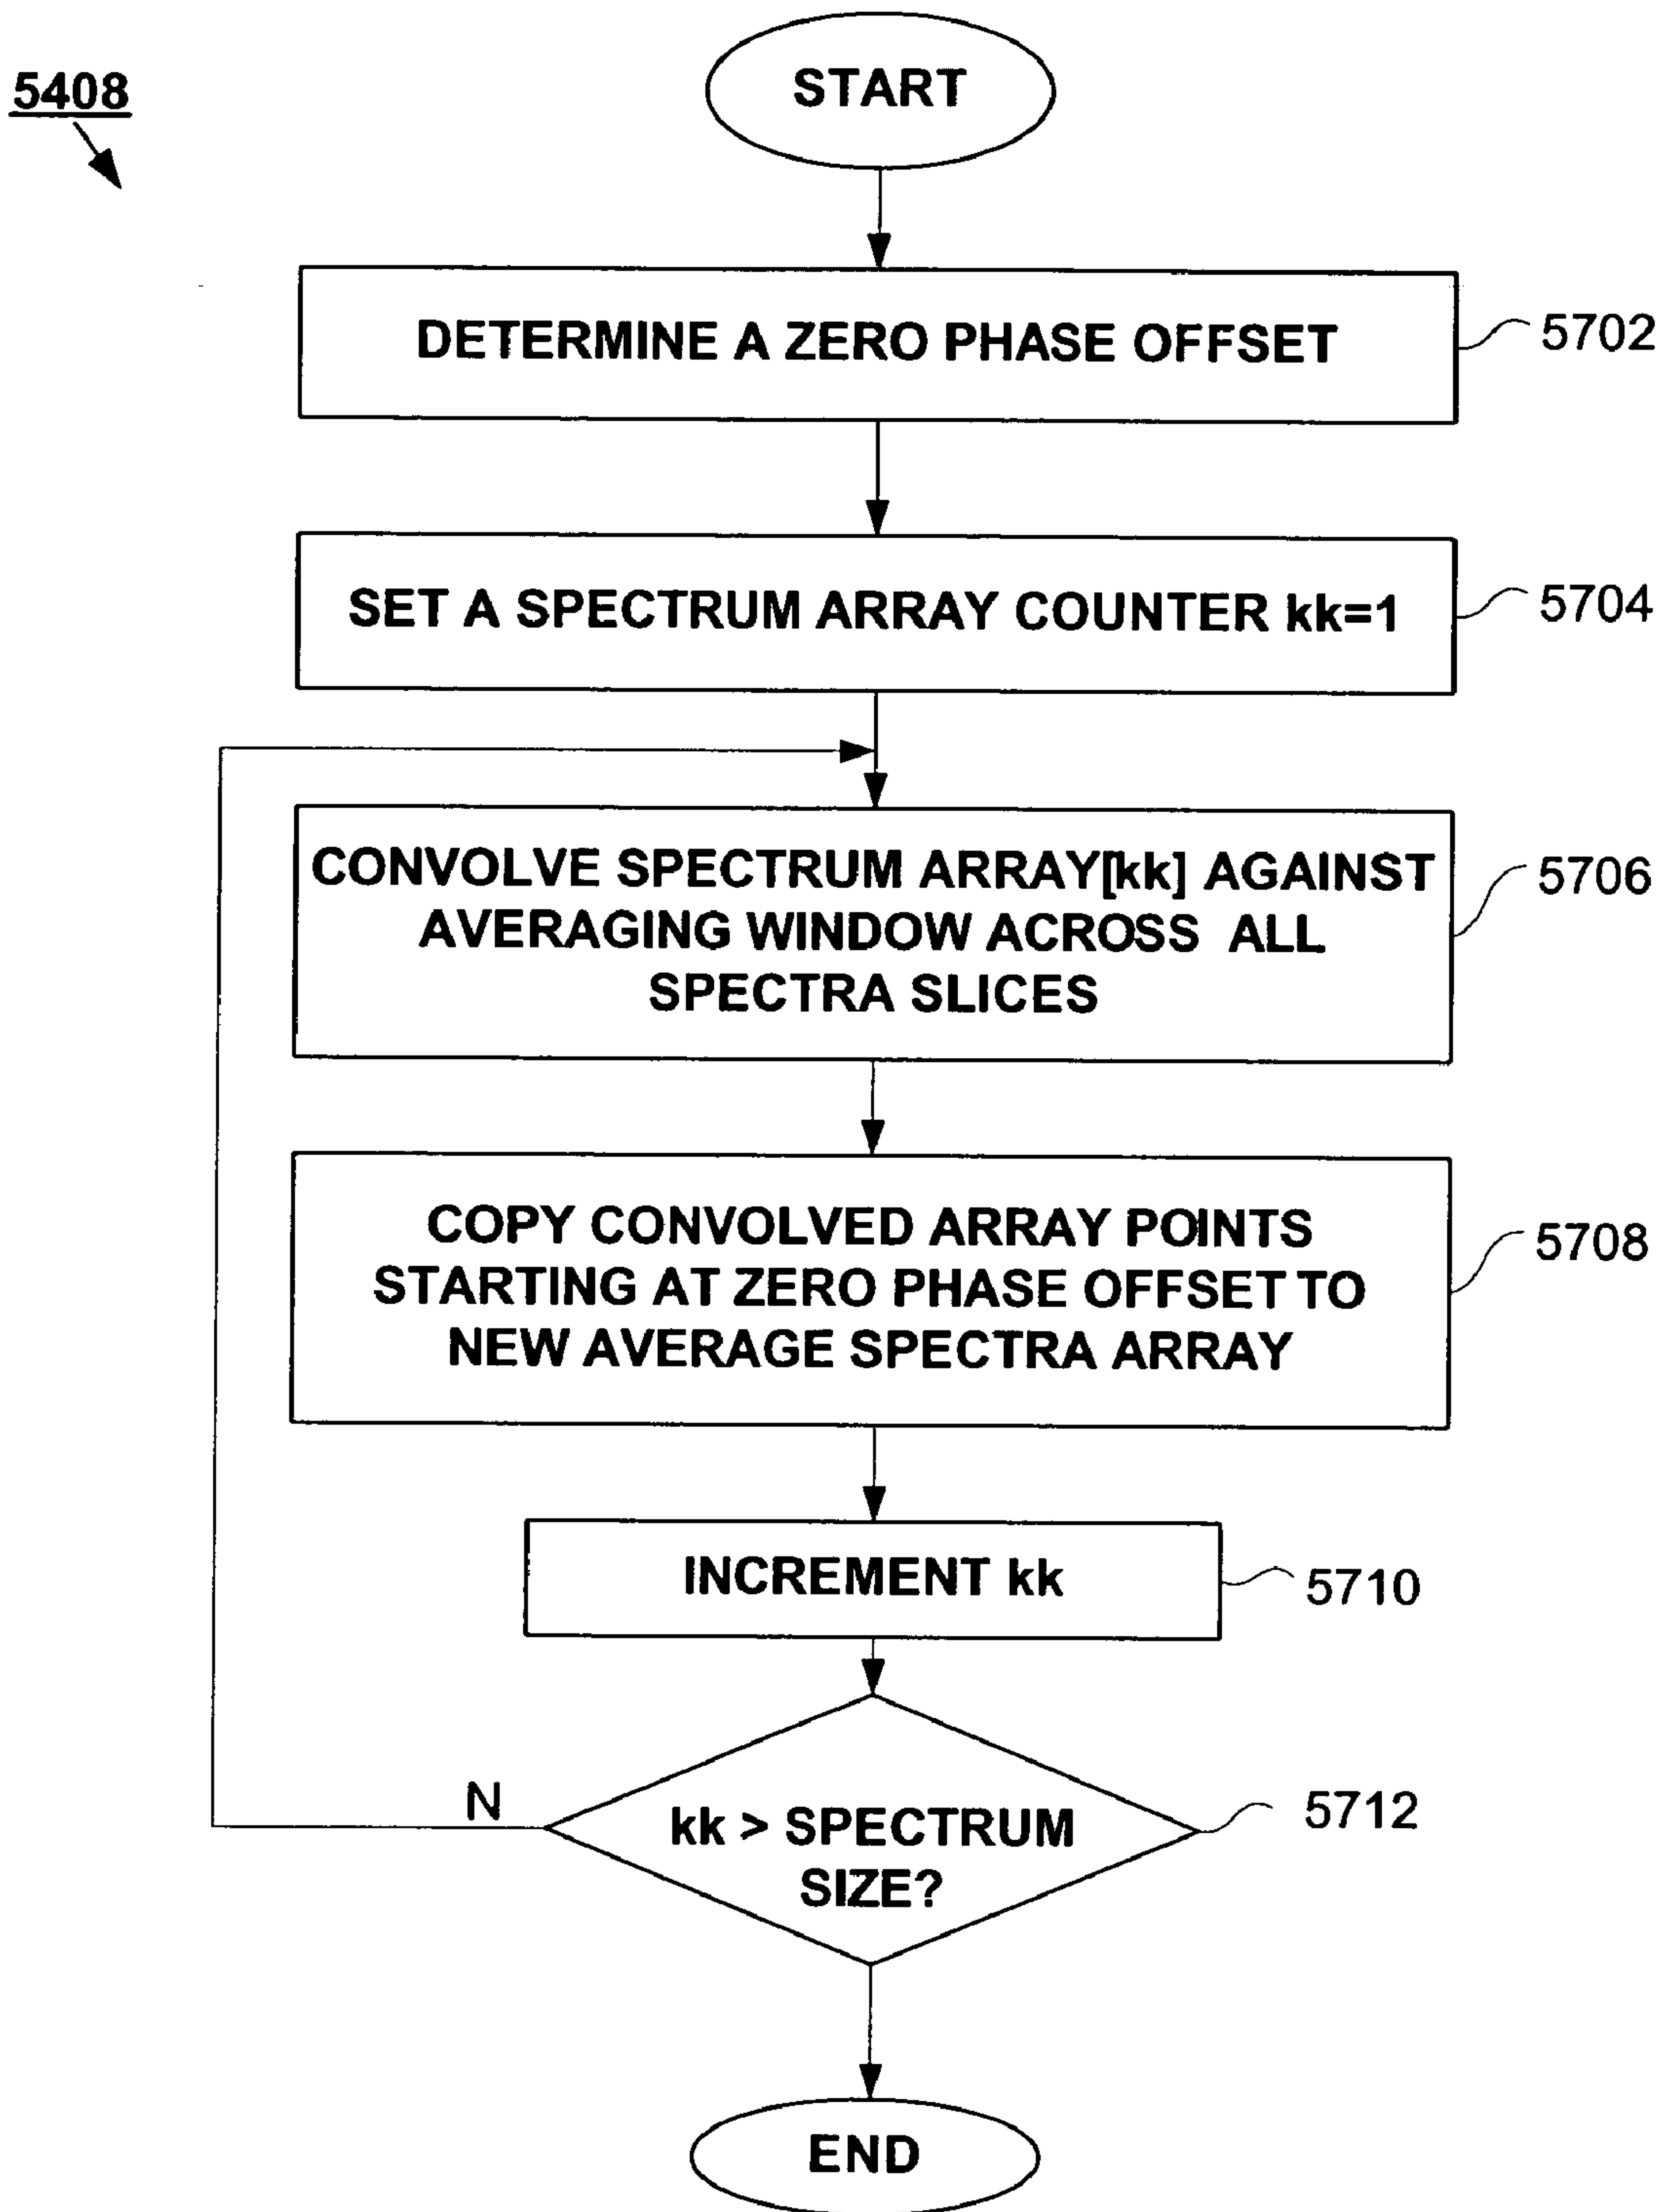 5408
START
DETERMINE A ZERO PHASE OFFSET
5702
SET A SPECTRUM ARRAY COUNTER kk=1
5704
CONVOLVE SPECTRUM ARRAY[kk] AGAINST
AVERAGING WINDOW ACROSS ALL
SPECTRA SLICES
5706
COPY CONVOLVED ARRAY POINTS
STARTING AT ZERO PHASE OFFSET TO
NEW AVERAGE SPECTRA ARRAY
5708
INCREMENT kk
5710
N
kk > SPECTRUM
SIZE?
5712
END